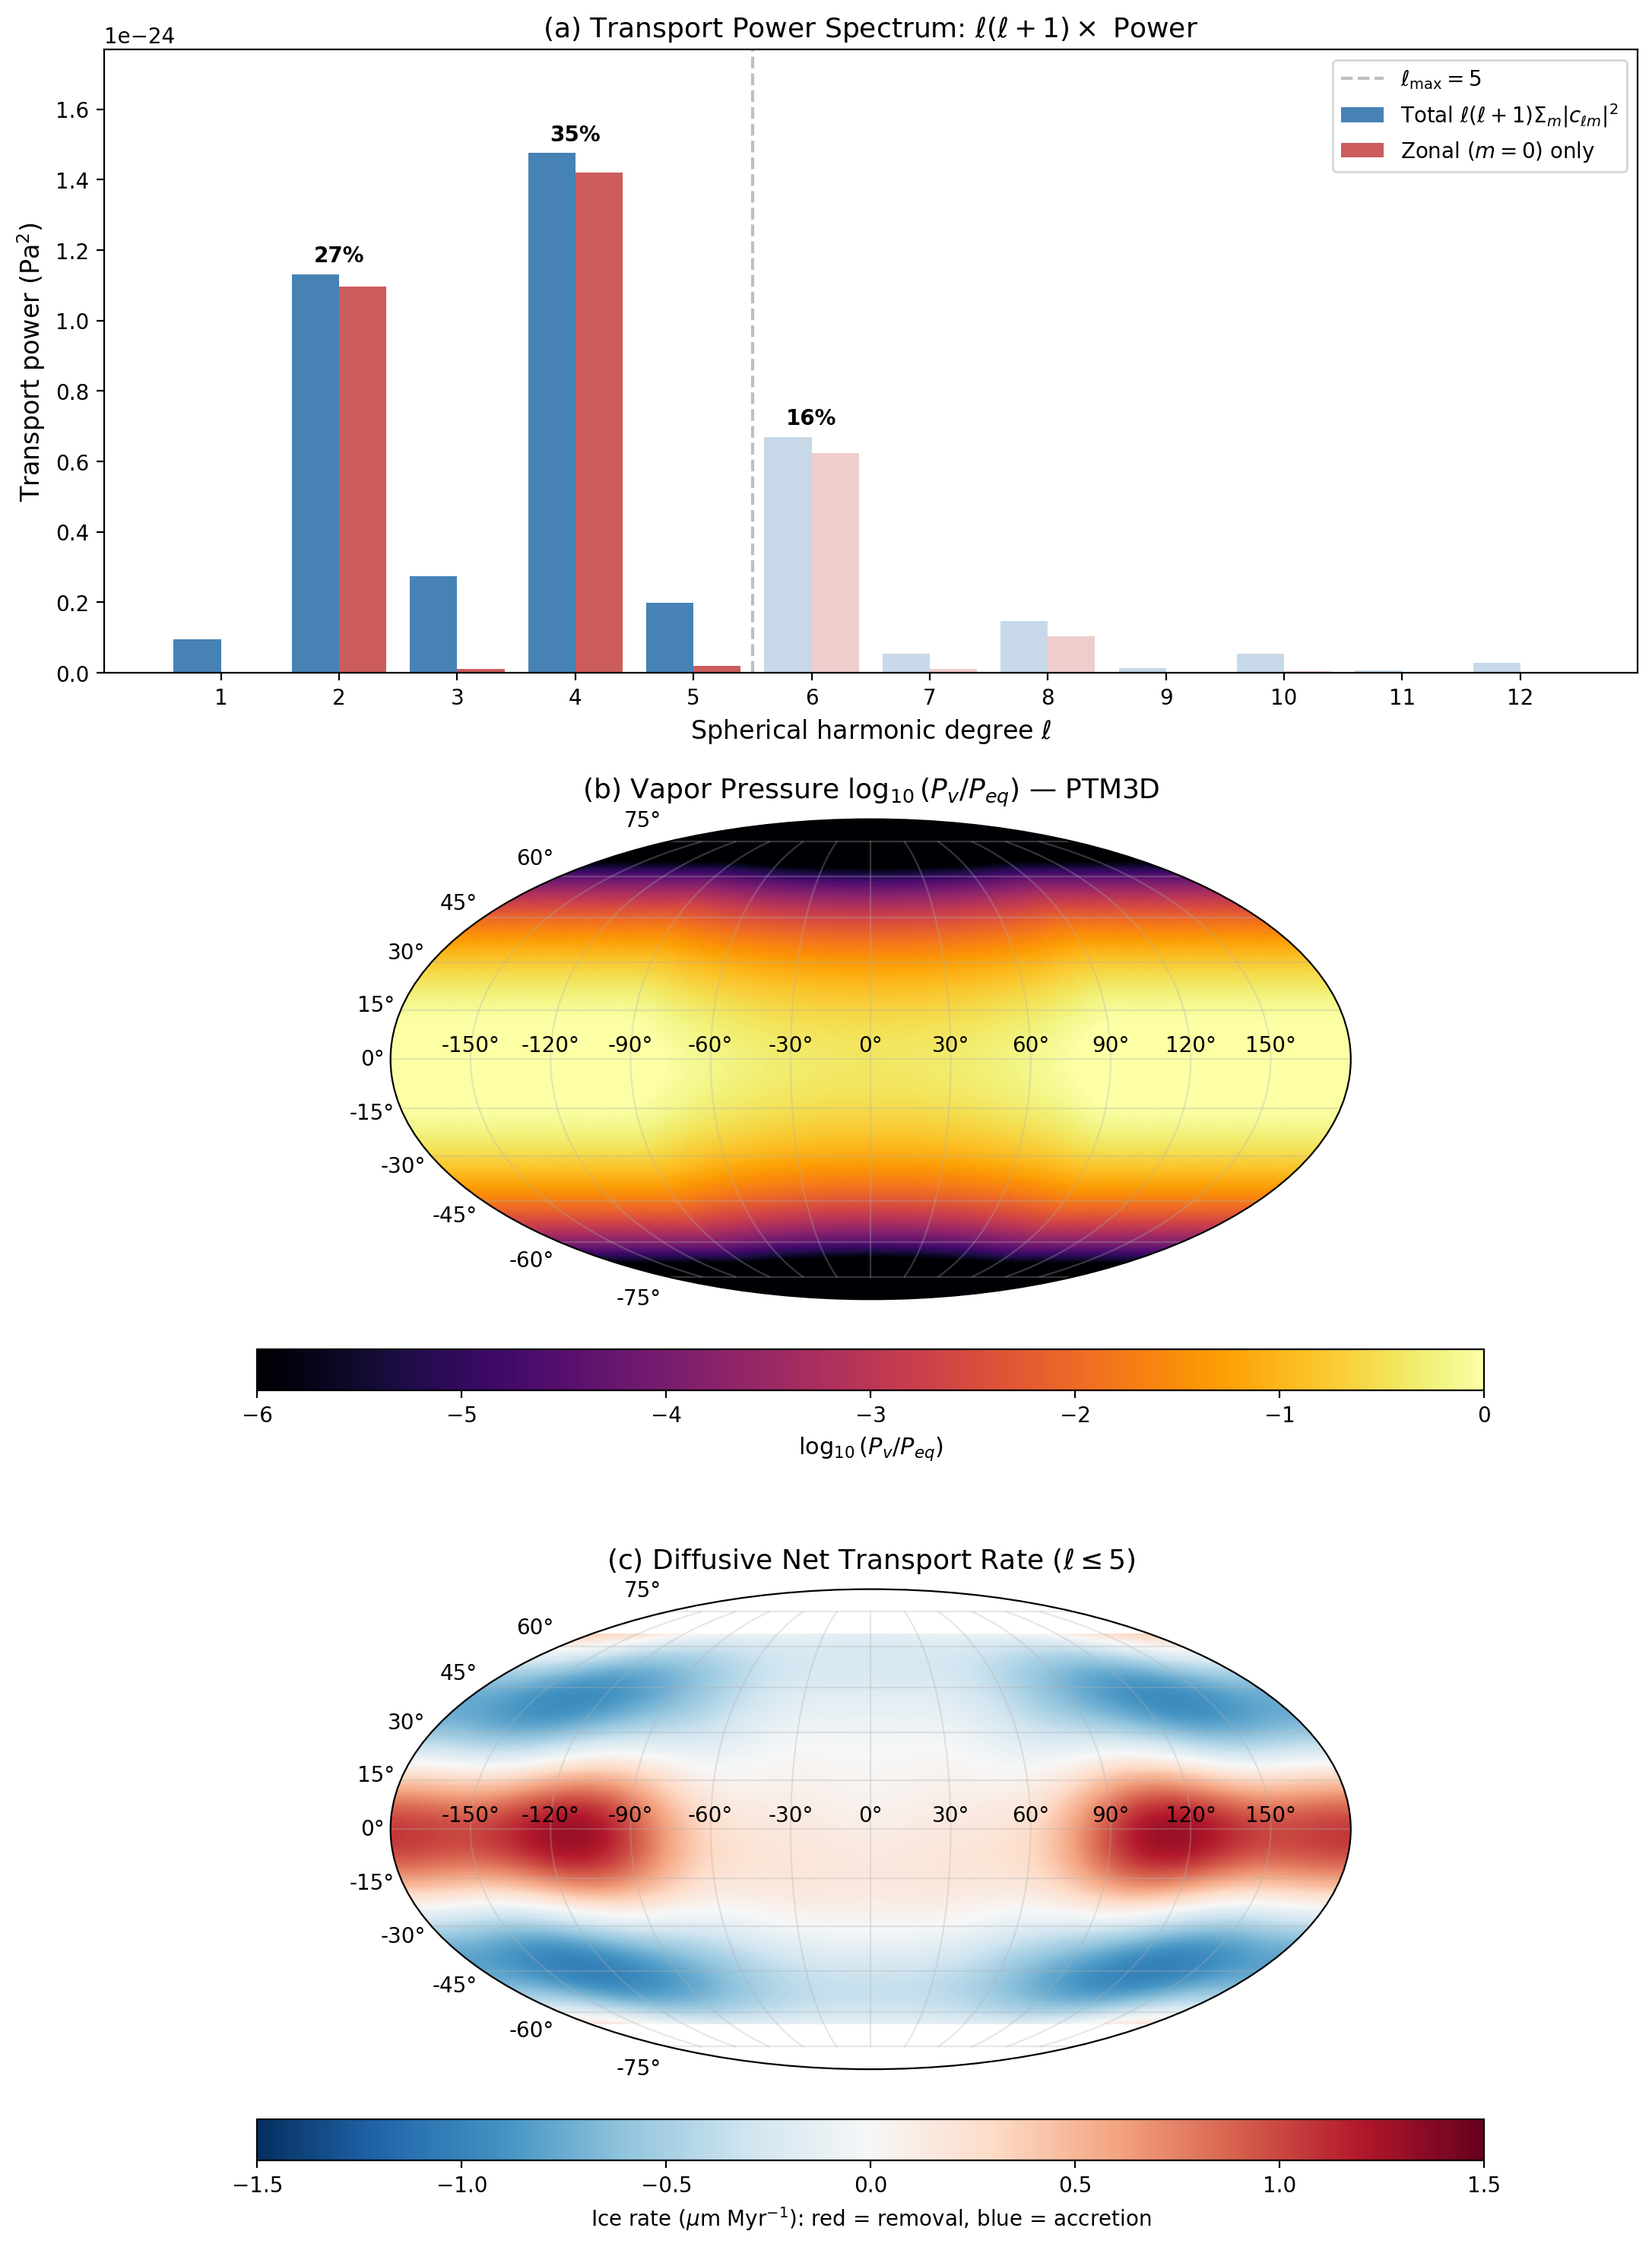 (a) Transport Power Spectrum: ℓ(ℓ + 1) × Power
1e−24
Transport power (Pa²)
1.6
1.4
1.2
1.0
0.8
0.6
0.4
0.2
0.0
27%
35%
16%
ℓmax = 5
Total ℓ(ℓ + 1)Σm|cℓm|²
Zonal (m = 0) only
1 2 3 4 5 6 7 8 9 10 11 12
Spherical harmonic degree ℓ
(b) Vapor Pressure log₁₀(Pv/Peq) — PTM3D
75°
60°
45°
30°
15°
-150° -120° -90° -60° -30° 0° 30° 60° 90° 120° 150°
0°
-15°
-30°
-45°
-60°
-75°
−6 −5 −4 −3 −2 −1 0
log₁₀(Pv/Peq)
(c) Diffusive Net Transport Rate (ℓ ≤ 5)
75°
60°
45°
30°
15°
-150° -120° -90° -60° -30° 0° 30° 60° 90° 120° 150°
0°
-15°
-30°
-45°
-60°
-75°
−1.5 −1.0 −0.5 0.0 0.5 1.0 1.5
Ice rate (μm Myr⁻¹): red = removal, blue = accretion